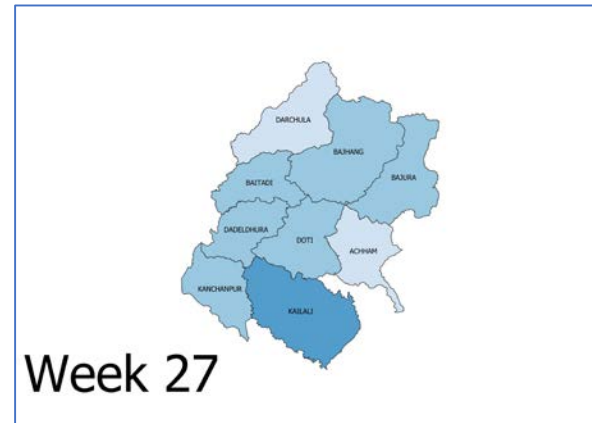 DARCHULA
BAJHANG
BAJURA
BAITADI
DADELDHURA
DOTI
ACHHAM
KANCHANPUR
KAILALI
Week 27